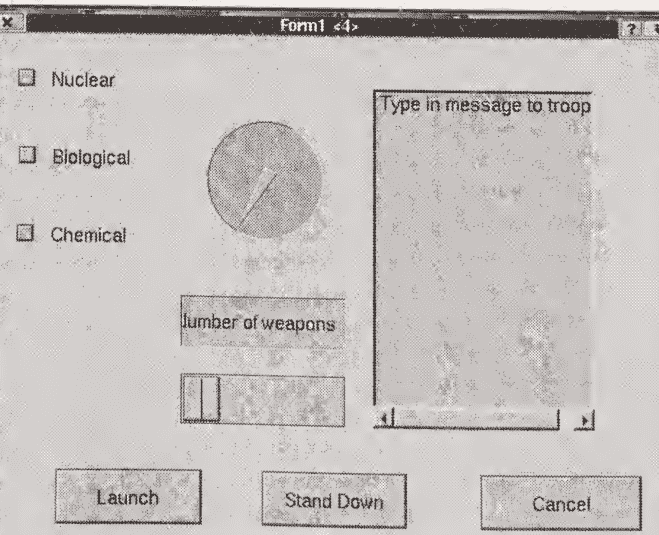 Form1 <4>
?
Nuclear
Type in message to troop
Biological
Chemical
lumber of weapons
Launch
Stand Down
Cancel